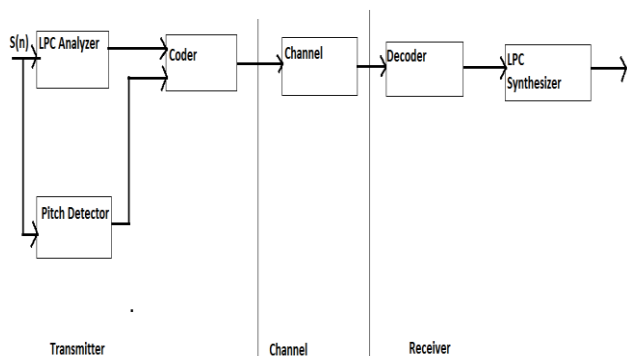 S(n)
LPC Analyzer
Coder
Channel
Decoder
LPC
Synthesizer
Pitch Detector
Transmitter
Channel
Receiver